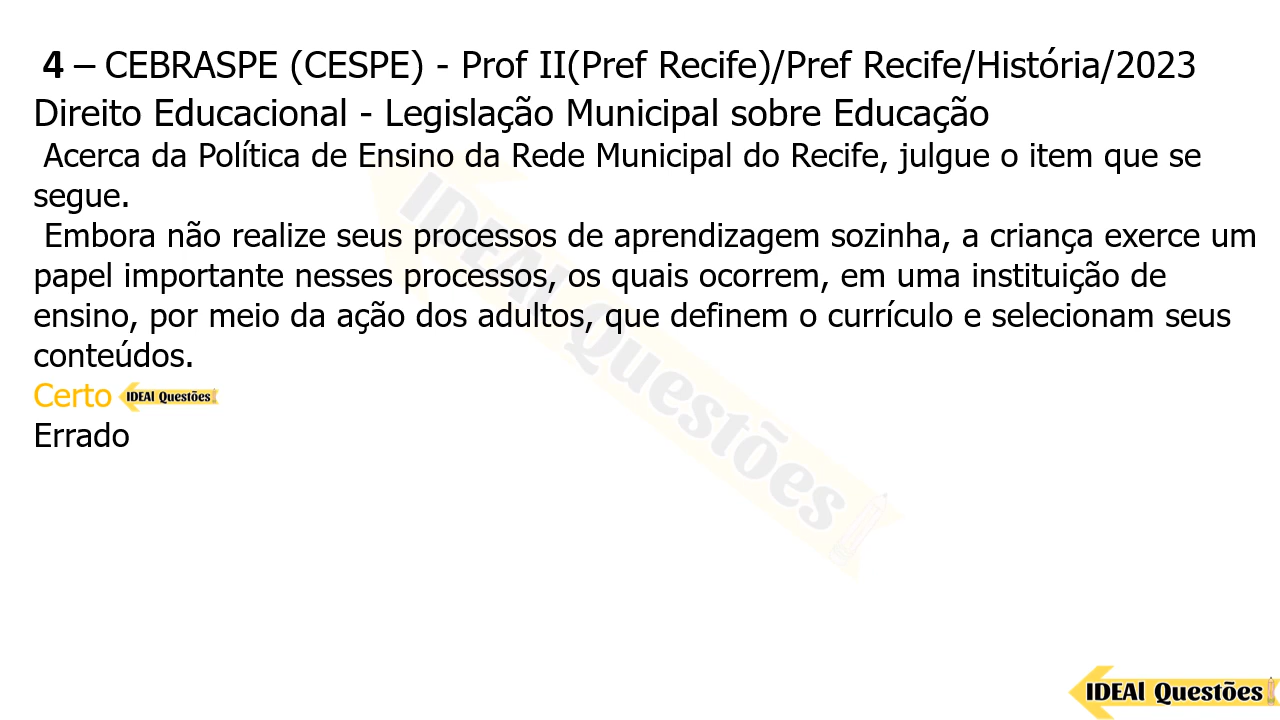 4 – CEBRASPE (CESPE) - Prof II(Pref Recife)/Pref Recife/História/2023
Direito Educacional - Legislação Municipal sobre Educação
Acerca da Política de Ensino da Rede Municipal do Recife, julgue o item que se
segue.
Embora não realize seus processos de aprendizagem sozinha, a criança exerce um
papel importante nesses processos, os quais ocorrem, em uma instituição de
ensino, por meio da ação dos adultos, que definem o currículo e selecionam seus
conteúdos.
Certo IDEAl Questões
Errado
IDEAl Questões
IDEAl Questões